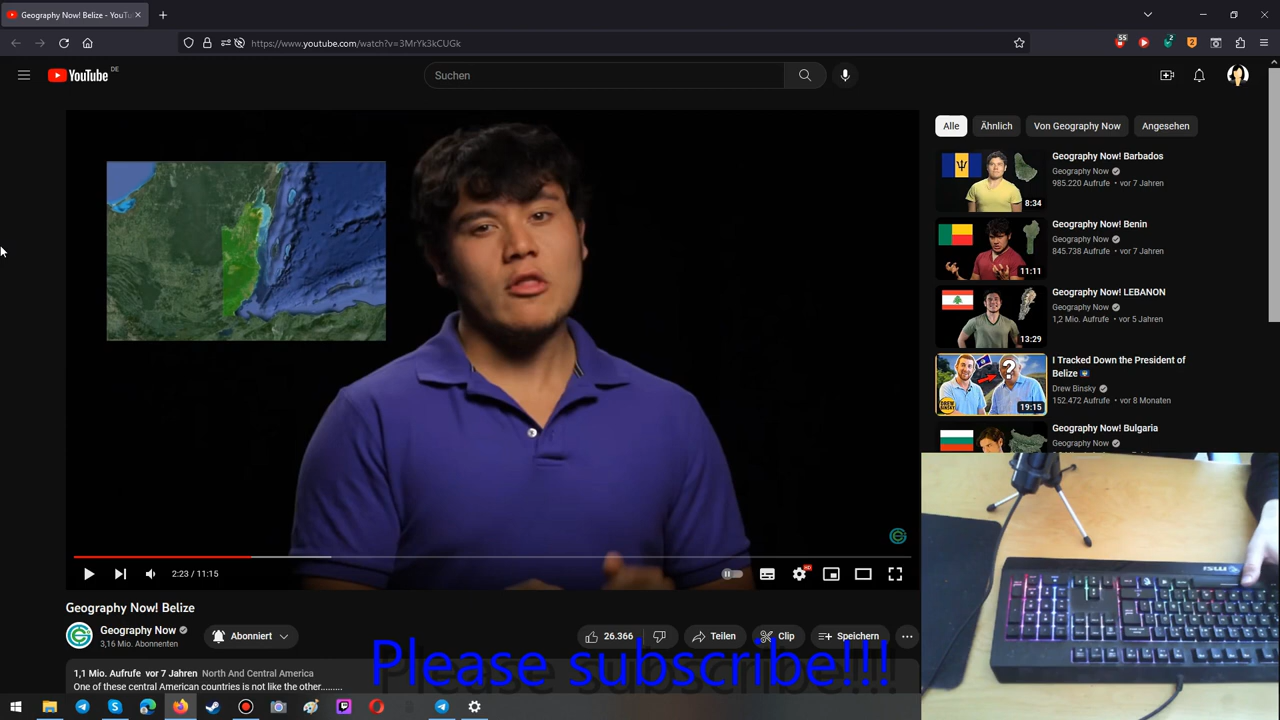 Geography Now! Belize - YouTu
https://www.youtube.com/watch?v=3MrYk3kCUGk
55
2
2
YouTube DE
Suchen
Alle
Ähnlich
Von Geography Now
Angesehen
Geography Now! Barbados
Geography Now
985.220 Aufrufe • vor 7 Jahren
8:34
Geography Now! Benin
Geography Now
845.738 Aufrufe • vor 7 Jahren
11:11
Geography Now! LEBANON
Geography Now
1,2 Mio. Aufrufe • vor 5 Jahren
13:29
I Tracked Down the President of
Belize
Drew Binsky
152.472 Aufrufe • vor 8 Monaten
?
19:15
Geography Now! Bulgaria
Geography Now
2:23 / 11:15
HD
Geography Now! Belize
Geography Now
3,16 Mio. Abonnenten
Abonniert
26.366
Teilen
Clip
Speichern
1,1 Mio. Aufrufe vor 7 Jahren North And Central America
One of these central American countries is not like the other........
Please subscribe!!!
msi